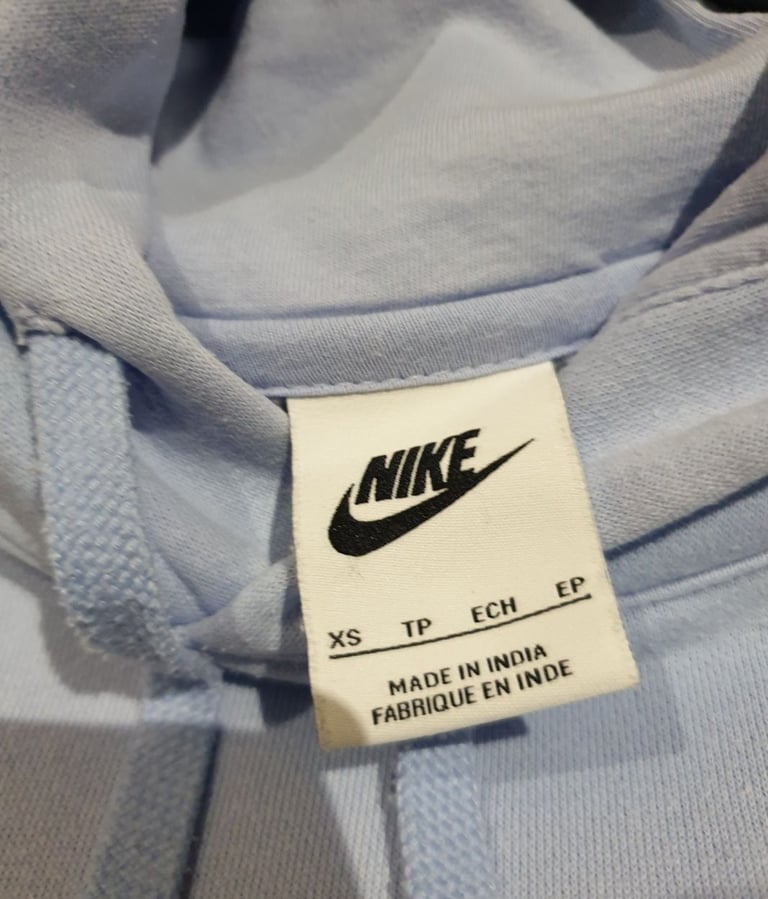 NIKE
XS TP ECH EP
MADE IN INDIA
FABRIQUE EN INDE